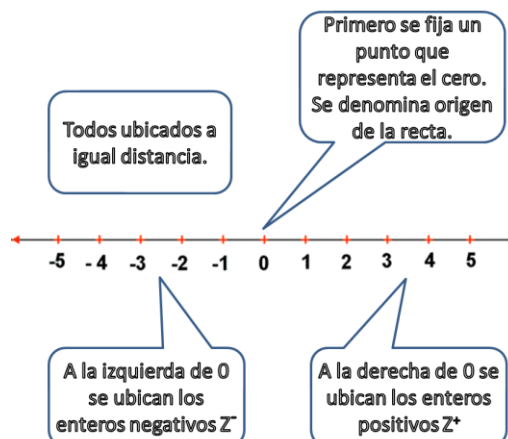 Primero se fija un
punto que
representa el cero.
Se denomina origen
de la recta.
Todos ubicados a
igual distancia.
-5 - 4 -3 -2 -1 0 1 2 3 4 5
A la izquierda de 0
se ubican los
enteros negativos Z⁻
A la derecha de 0 se
ubican los enteros
positivos Z⁺